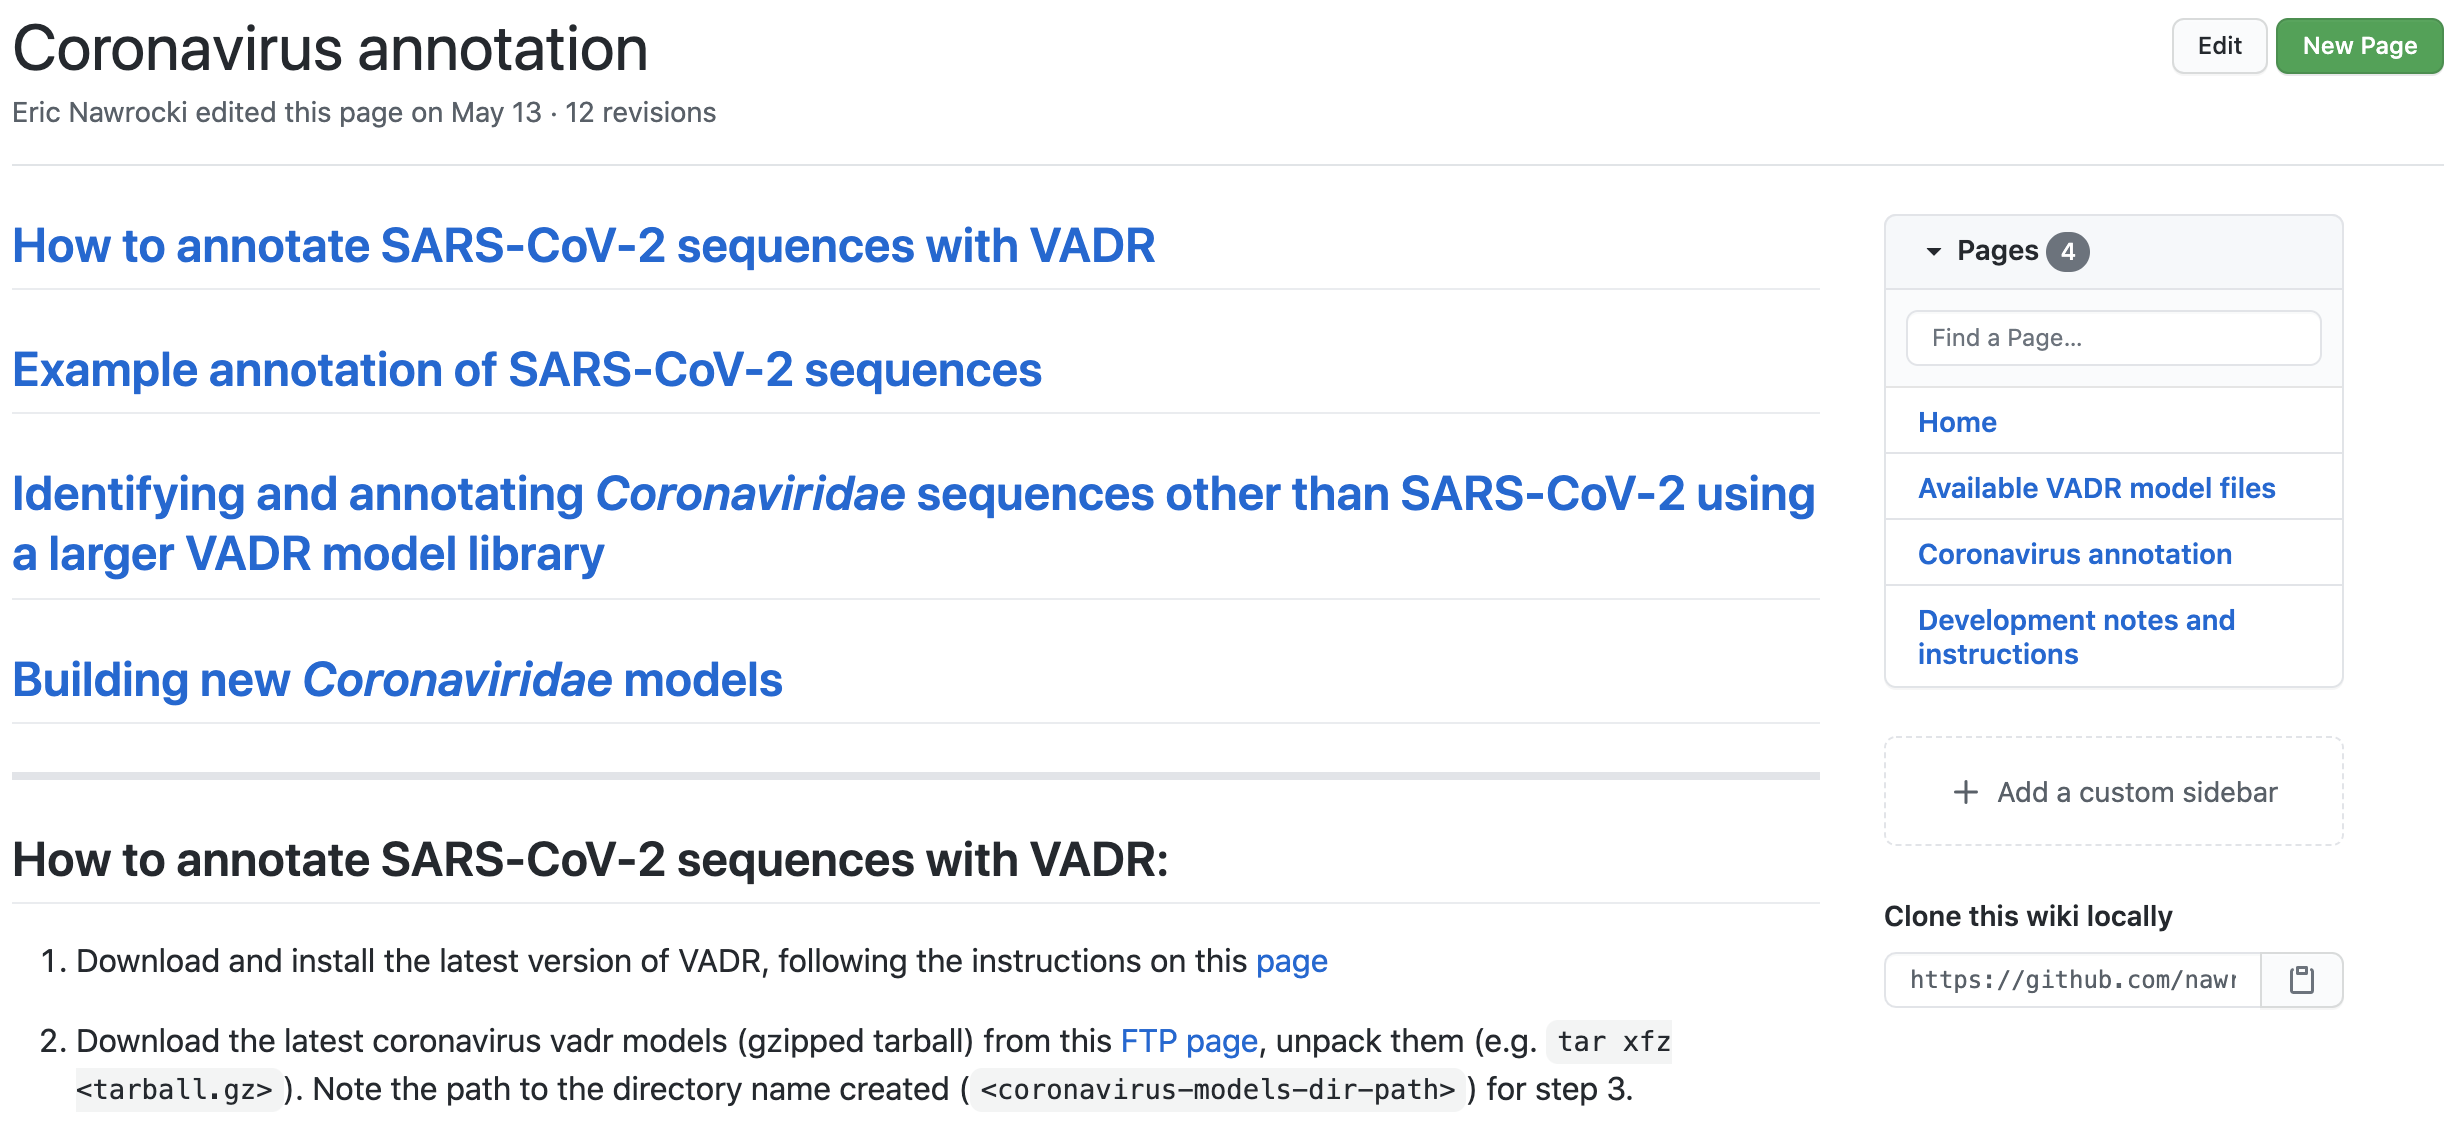 Coronavirus annotation
Edit
New Page
Eric Nawrocki edited this page on May 13 · 12 revisions
How to annotate SARS-CoV-2 sequences with VADR
Example annotation of SARS-CoV-2 sequences
Identifying and annotating Coronaviridae sequences other than SARS-CoV-2 using
a larger VADR model library
Building new Coronaviridae models
How to annotate SARS-CoV-2 sequences with VADR:
1. Download and install the latest version of VADR, following the instructions on this page
2. Download the latest coronavirus vadr models (gzipped tarball) from this FTP page, unpack them (e.g. tar xfz
<tarball.gz>). Note the path to the directory name created (<coronavirus-models-dir-path>) for step 3.
Pages 4
Find a Page...
Home
Available VADR model files
Coronavirus annotation
Development notes and
instructions
+ Add a custom sidebar
Clone this wiki locally
https://github.com/nawr